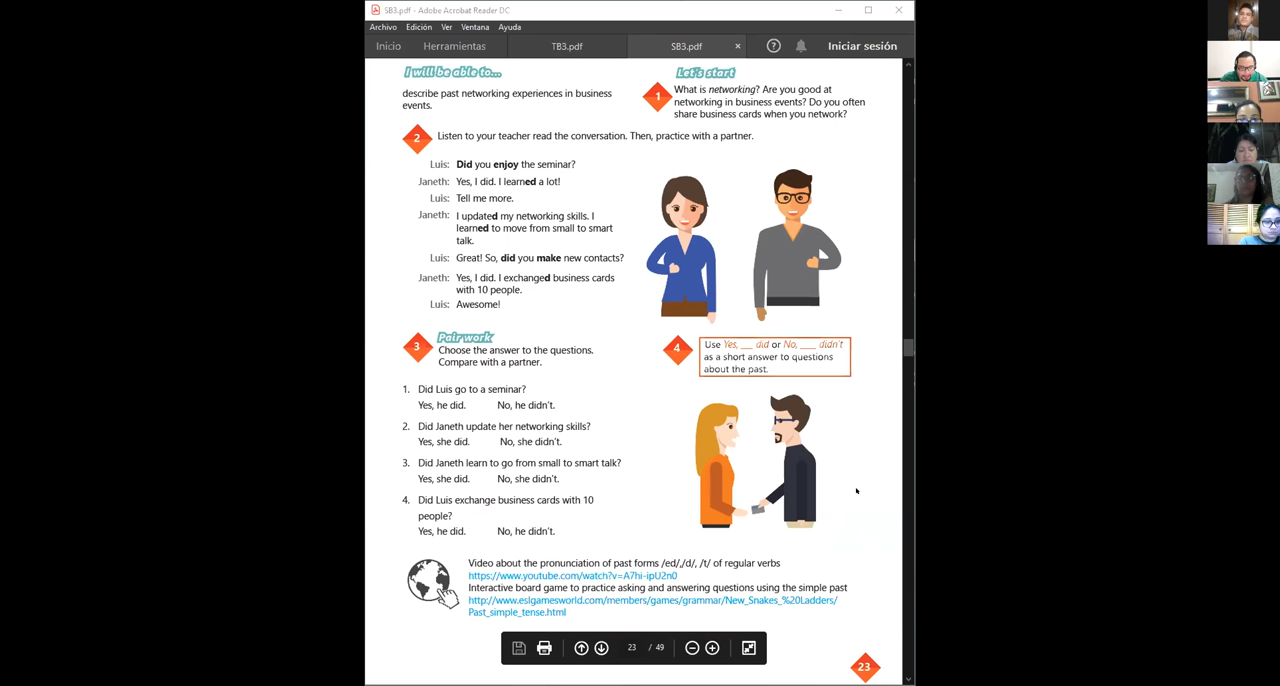 SB3.pdf - Adobe Acrobat Reader DC
Archivo Edición Ver Ventana Ayuda
Inicio Herramientas TB3.pdf SB3.pdf × ? Iniciar sesión
I will be able to...
describe past networking experiences in business
events.
Let's start
1
What is networking? Are you good at
networking in business events? Do you often
share business cards when you network?
2
Listen to your teacher read the conversation. Then, practice with a partner.
Luis: Did you enjoy the seminar?
Janeth: Yes, I did. I learned a lot!
Luis: Tell me more.
Janeth: I updated my networking skills. I
learned to move from small to smart
talk.
Luis: Great! So, did you make new contacts?
Janeth: Yes, I did. I exchanged business cards
with 10 people.
Luis: Awesome!
3
Pair work
Choose the answer to the questions.
Compare with a partner.
1. Did Luis go to a seminar?
Yes, he did. No, he didn't.
2. Did Janeth update her networking skills?
Yes, she did. No, she didn't.
3. Did Janeth learn to go from small to smart talk?
Yes, she did. No, she didn't.
4. Did Luis exchange business cards with 10
people?
Yes, he did. No, he didn't.
4
Use Yes, __ did or No, ___ didn't
as a short answer to questions
about the past.
Video about the pronunciation of past forms /ed/,/d/, /t/ of regular verbs
https://www.youtube.com/watch?v=A7hi-ipU2n0
Interactive board game to practice asking and answering questions using the simple past
http://www.eslgamesworld.com/members/games/grammar/New_Snakes_%20Ladders/
Past_simple_tense.html
23 / 49
23